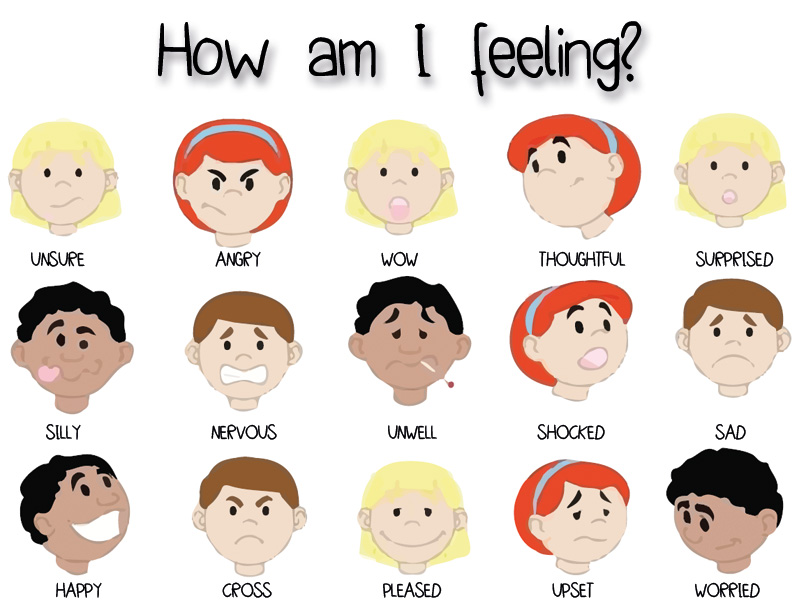 How am I feeling?
UNSURE ANGRY WOW THOUGHTFUL SURPRISED
SILLY NERVOUS UNWELL SHOCKED SAD
HAPPY CROSS PLEASED UPSET WORRIED